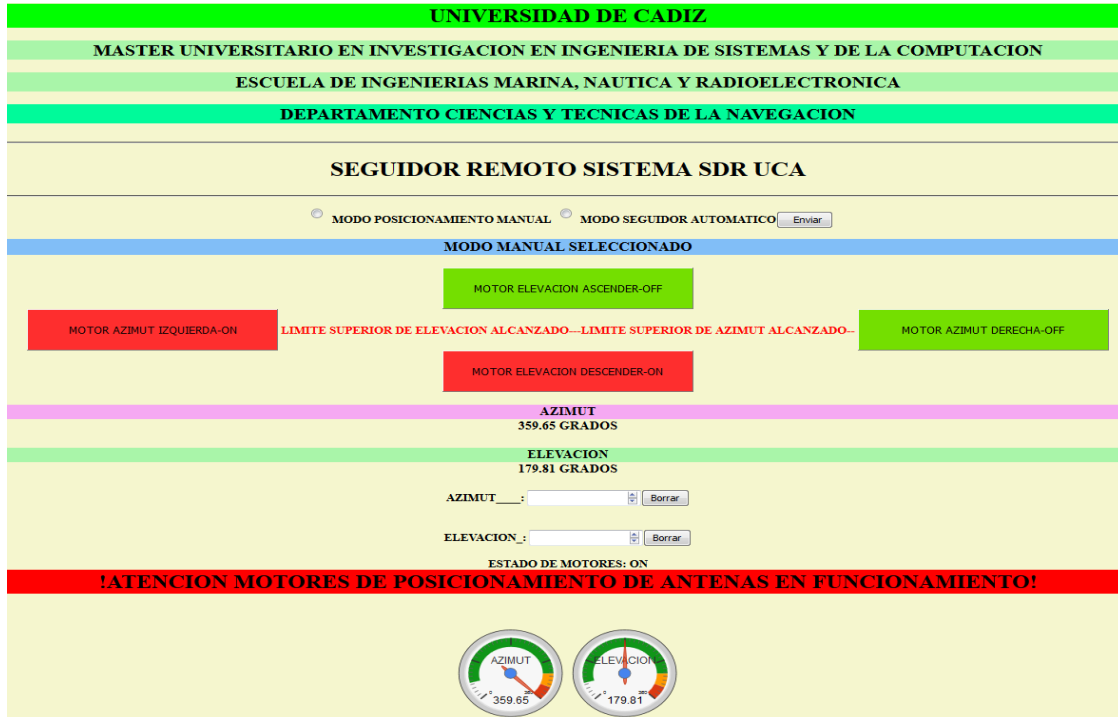 UNIVERSIDAD DE CADIZ
MASTER UNIVERSITARIO EN INVESTIGACION EN INGENIERIA DE SISTEMAS Y DE LA COMPUTACION
ESCUELA DE INGENIERIAS MARINA, NAUTICA Y RADIOELECTRONICA
DEPARTAMENTO CIENCIAS Y TECNICAS DE LA NAVEGACION
SEGUIDOR REMOTO SISTEMA SDR UCA
MODO POSICIONAMIENTO MANUAL MODO SEGUIDOR AUTOMATICO Enviar
MODO MANUAL SELECCIONADO
MOTOR ELEVACION ASCENDER-OFF
MOTOR AZIMUT IZQUIERDA-ON LIMITE SUPERIOR DE ELEVACION ALCANZADO---LIMITE SUPERIOR DE AZIMUT ALCANZADO-- MOTOR AZIMUT DERECHA-OFF
MOTOR ELEVACION DESCENDER-ON
AZIMUT
359.65 GRADOS
ELEVACION
179.81 GRADOS
AZIMUT____: Borrar
ELEVACION_: Borrar
ESTADO DE MOTORES: ON
!ATENCION MOTORES DE POSICIONAMIENTO DE ANTENAS EN FUNCIONAMIENTO!
AZIMUT ELEVACION
359.65 179.81